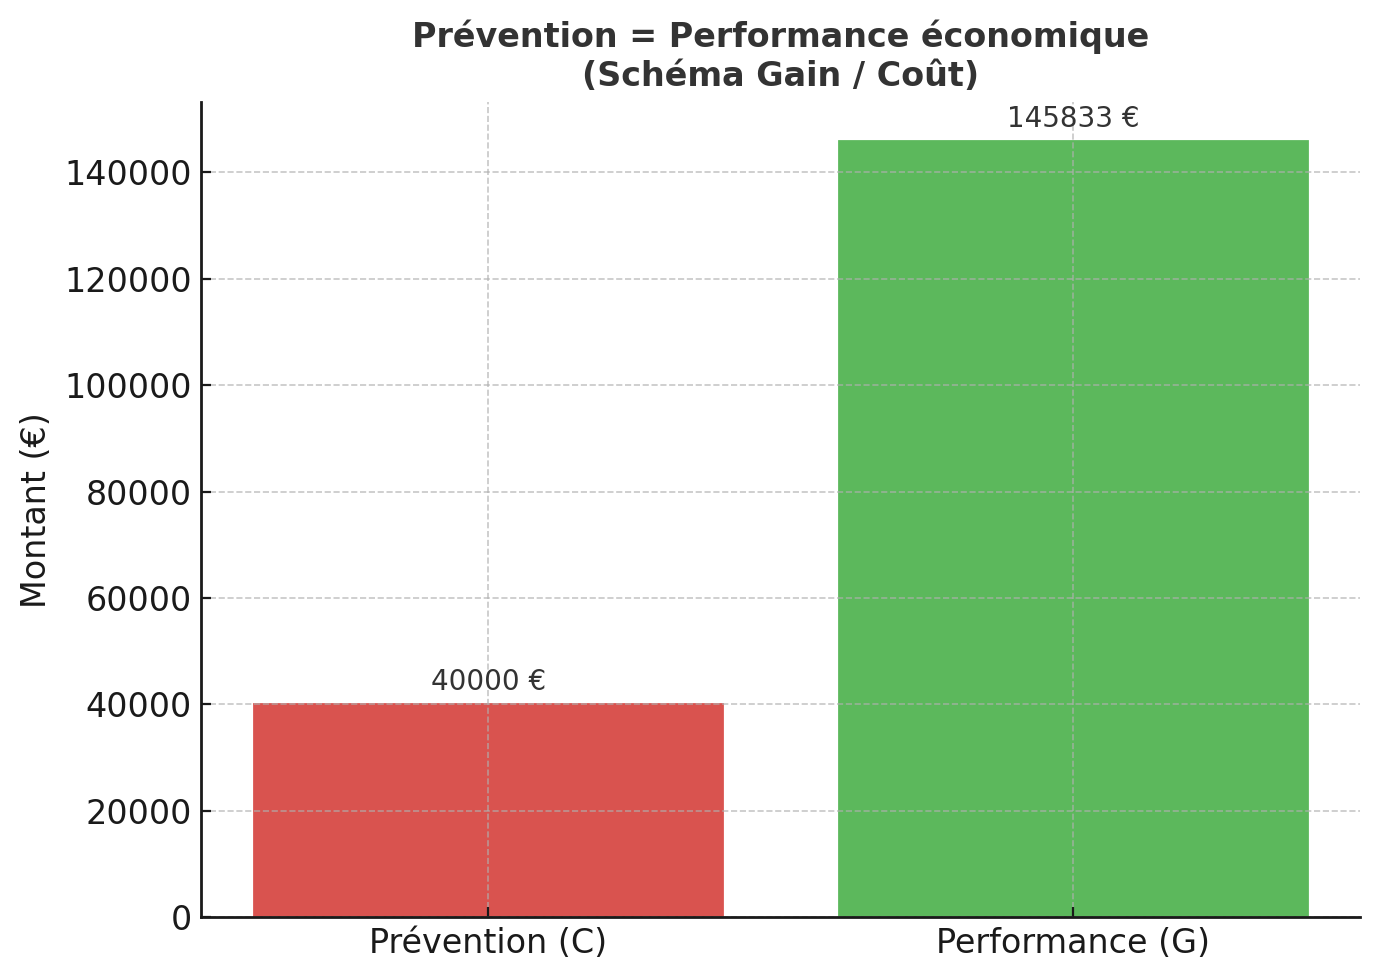 Prévention = Performance économique
(Schéma Gain / Coût)
145833 €
140000
120000
100000
80000
60000
40000 €
40000
20000
0
Montant (€)
Prévention (C)
Performance (G)